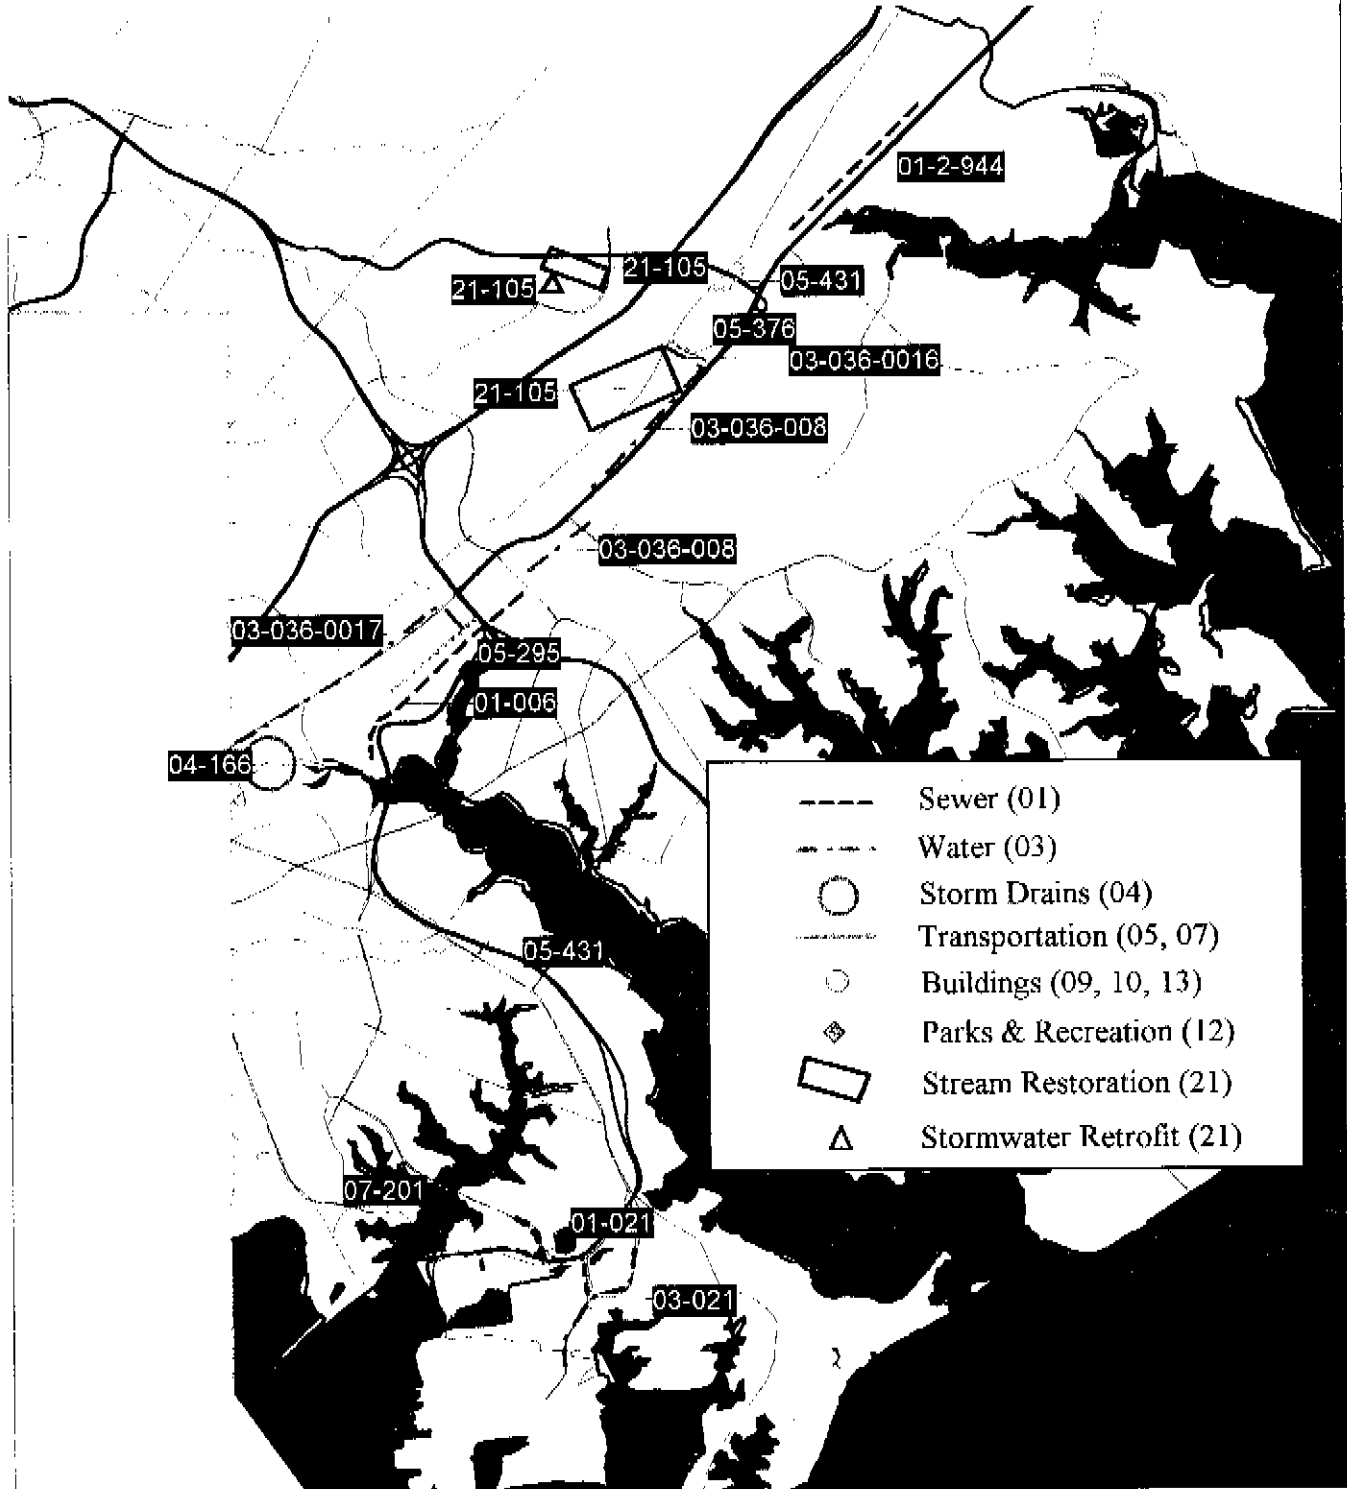 01-2-944
21-105
05-431
21-105
05-376
03-036-0016
21-105
03-036-008
03-036-008
03-036-0017
05-295
01-006
04-166
Sewer (01)
Water (03)
Storm Drains (04)
Transportation (05, 07)
Buildings (09, 10, 13)
Parks & Recreation (12)
Stream Restoration (21)
Stormwater Retrofit (21)
05-431
07-201
01-021
03-021